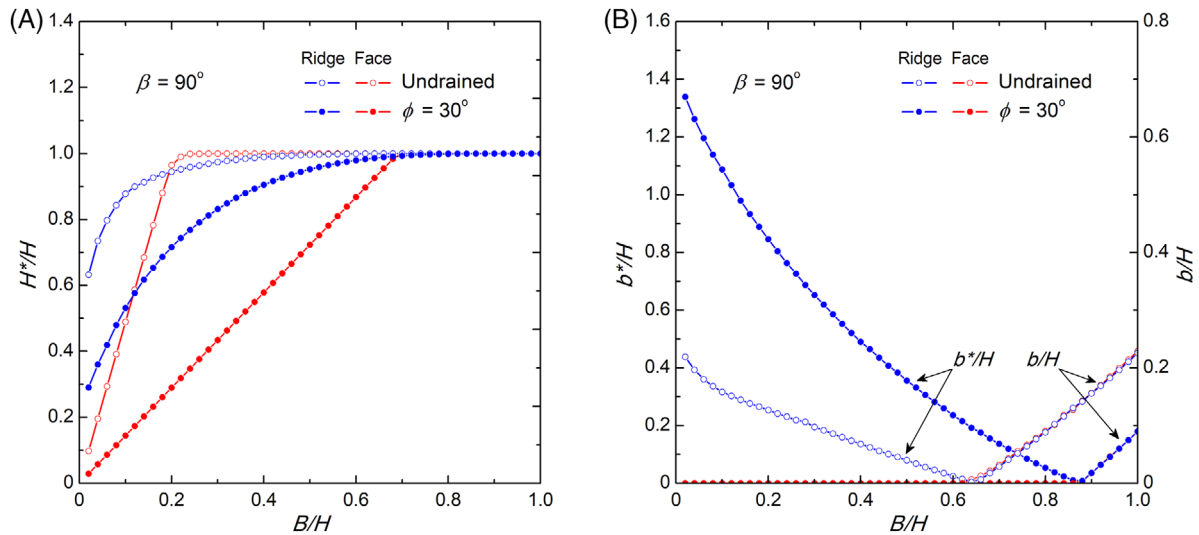 (A)
1.4
1.2
1.0
0.8
0.6
0.4
0.2
0
H*/H
β = 90°
Ridge Face
Undrained
ϕ = 30°
0.2 0.4 0.6 0.8 1.0
B/H
(B)
1.6
1.4
1.2
1.0
0.8
0.6
0.4
0.2
0
b*/H
β = 90°
Ridge Face
Undrained
ϕ = 30°
b*/H
b/H
0 0.2 0.4 0.6 0.8 1.0
B/H
0.8
0.6
0.4
0.2
0
b/H